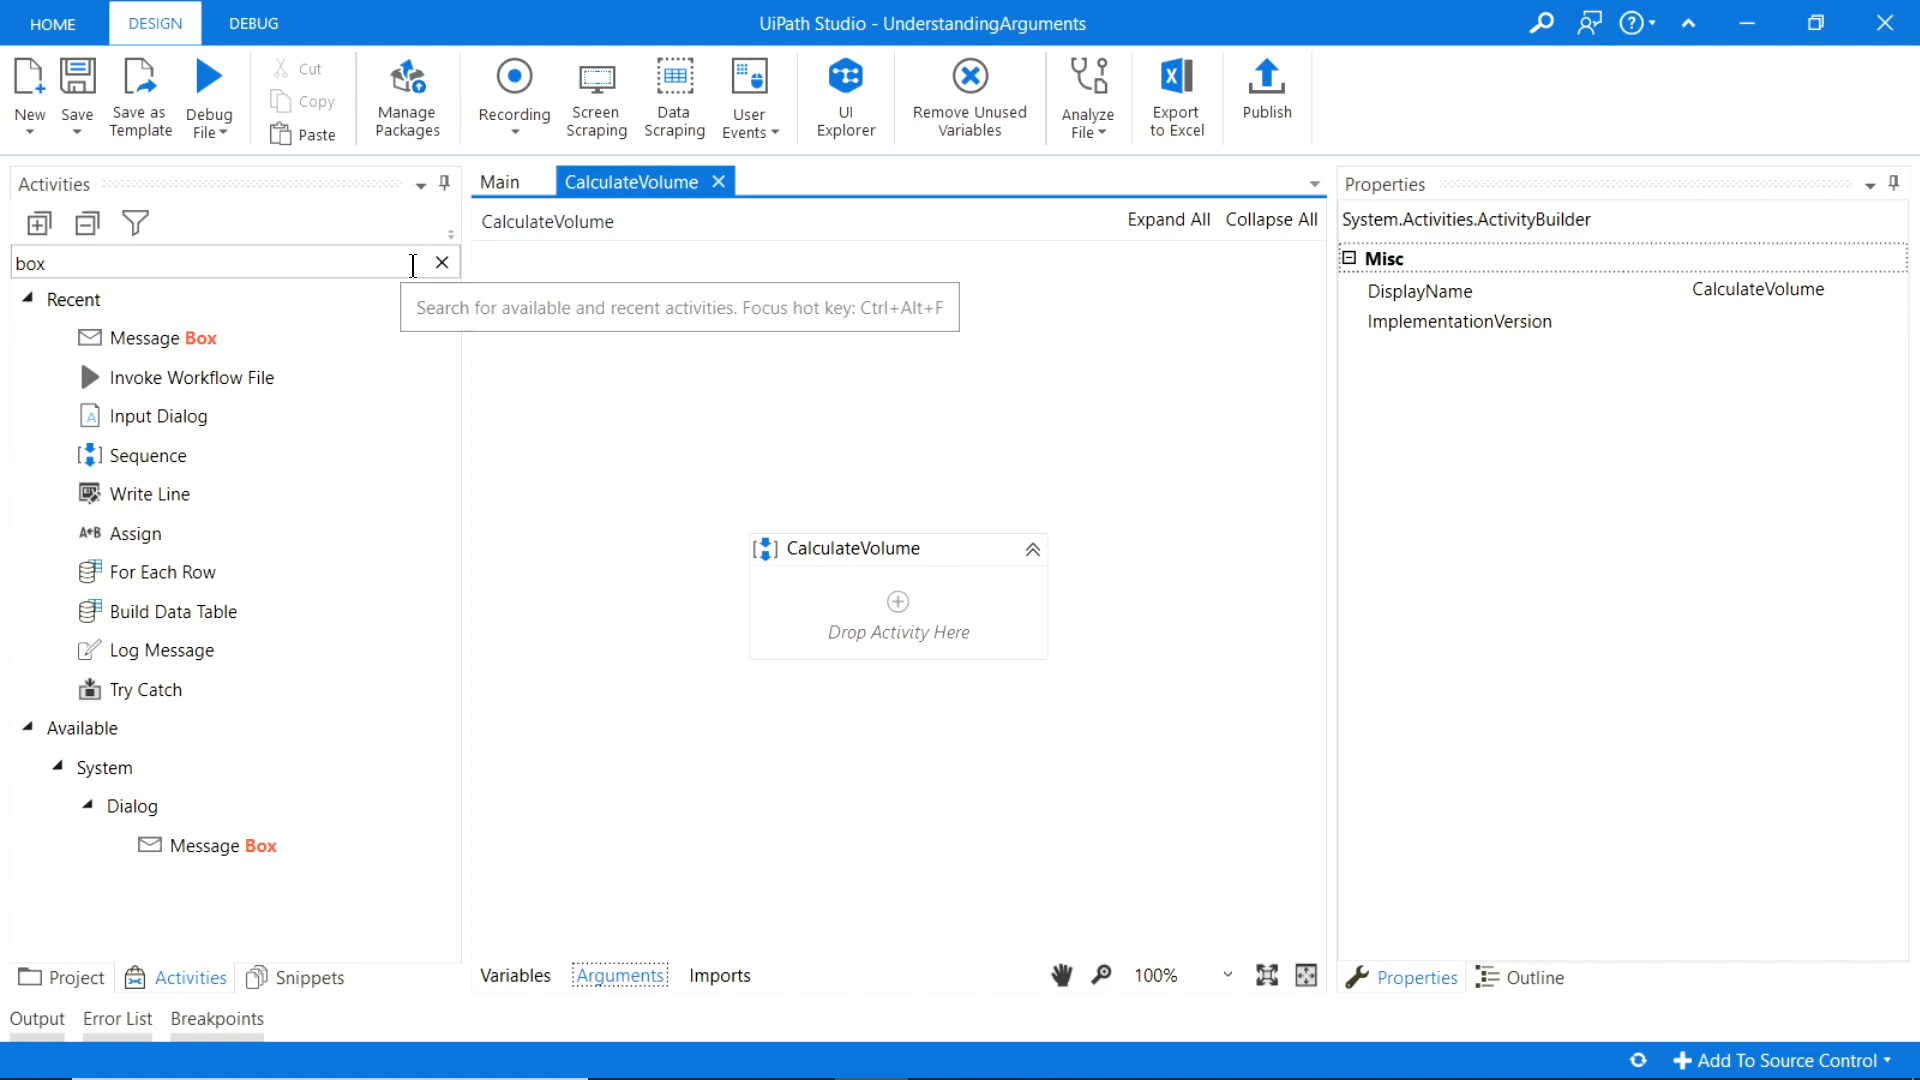 HOME DESIGN DEBUG UiPath Studio - UnderstandingArguments
New
Save
Save as
Template
Debug
File
Cut
Copy
Paste
Manage
Packages
Recording
Screen
Scraping
Data
Scraping
User
Events
UI
Explorer
Remove Unused
Variables
Analyze
File
Export
to Excel
Publish
Activities
box
Search for available and recent activities. Focus hot key: Ctrl+Alt+F
Recent
Message Box
Invoke Workflow File
Input Dialog
Sequence
Write Line
A B Assign
For Each Row
Build Data Table
Log Message
Try Catch
Available
System
Dialog
Message Box
Project Activities Snippets
Main CalculateVolume
CalculateVolume Expand All Collapse All
CalculateVolume
Drop Activity Here
Variables Arguments Imports 100%
Properties
System.Activities.ActivityBuilder
Misc
DisplayName CalculateVolume
ImplementationVersion
Properties Outline
Output Error List Breakpoints
Add To Source Control